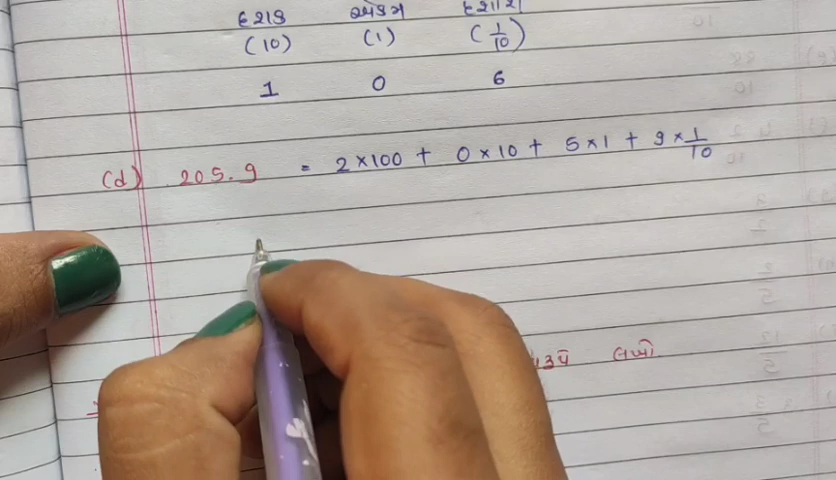 દશક એકમ દશાંશ
(10) (1) (1/10)
1 0 6
(d) 205.9 = 2×100 + 0×10 + 5×1 + 9×1/10
લખો